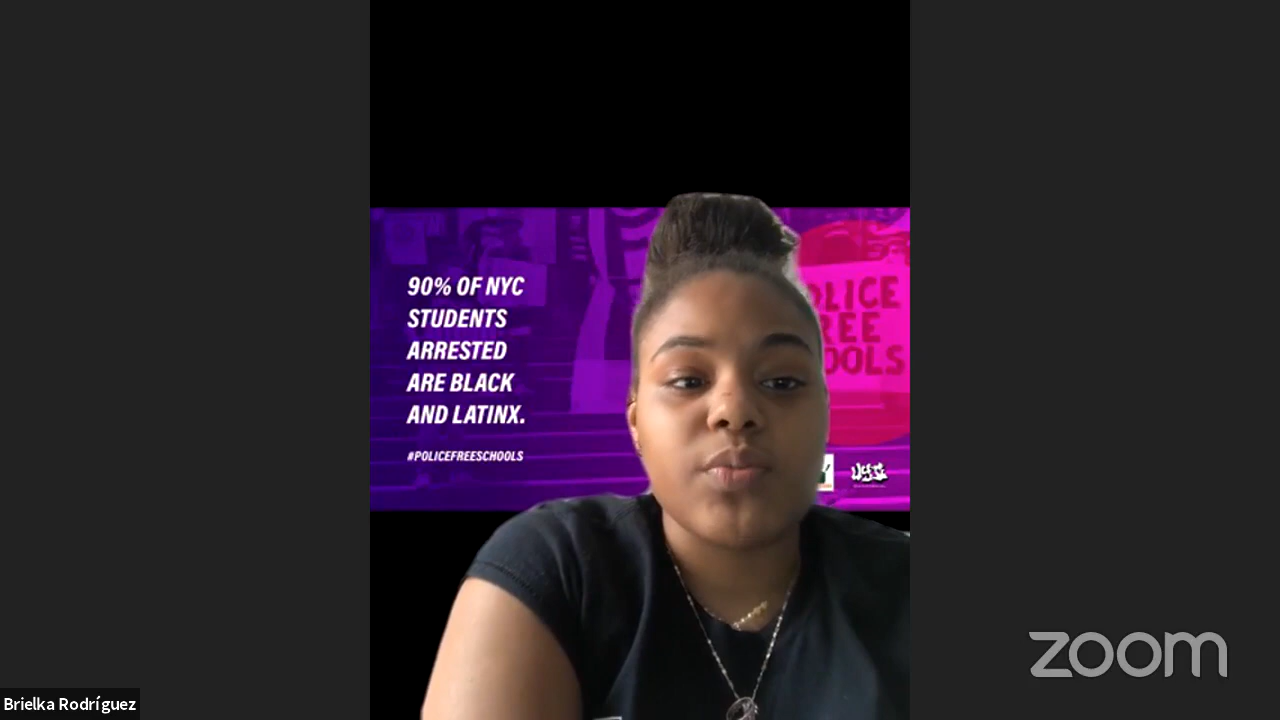 90% OF NYC
STUDENTS
ARRESTED
ARE BLACK
AND LATINX.
#POLICEFREESCHOOLS
zoom
Brielka Rodríguez